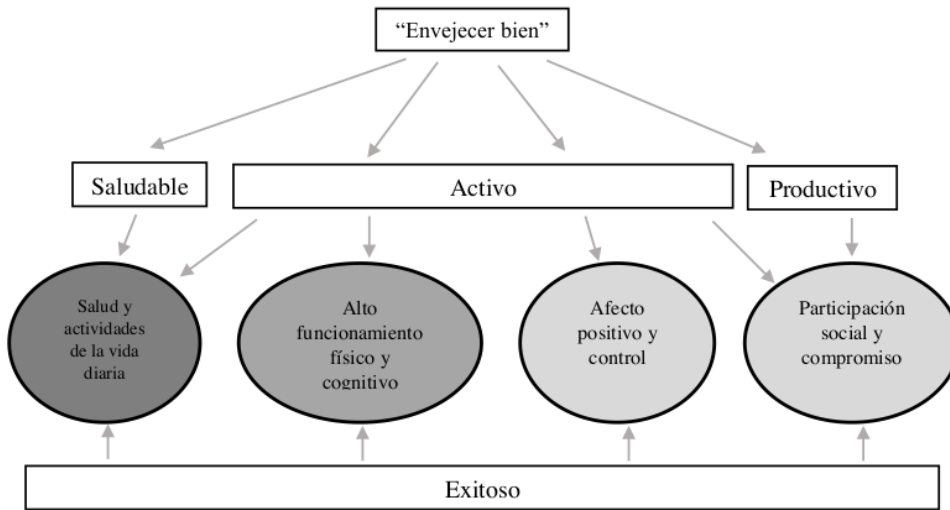 “Envejecer bien”
Saludable
Activo
Productivo
Salud y
actividades
de la vida
diaria
Alto
funcionamiento
físico y
cognitivo
Afecto
positivo y
control
Participación
social y
compromiso
Exitoso